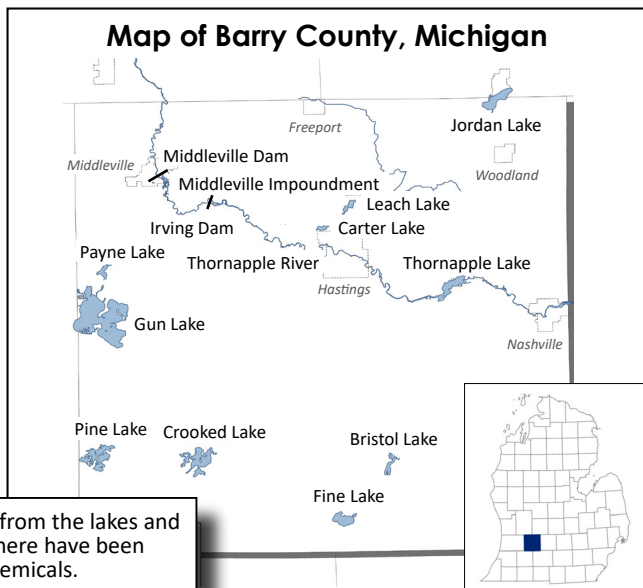 Map of Barry County, Michigan
Freeport
Jordan Lake
Middleville
Middleville Dam
Woodland
Middleville Impoundment
Leach Lake
Irving Dam
Carter Lake
Payne Lake
Thornapple River
Thornapple Lake
Hastings
Gun Lake
Nashville
Pine Lake
Crooked Lake
Bristol Lake
Fine Lake
from the lakes and
here have been
emicals.